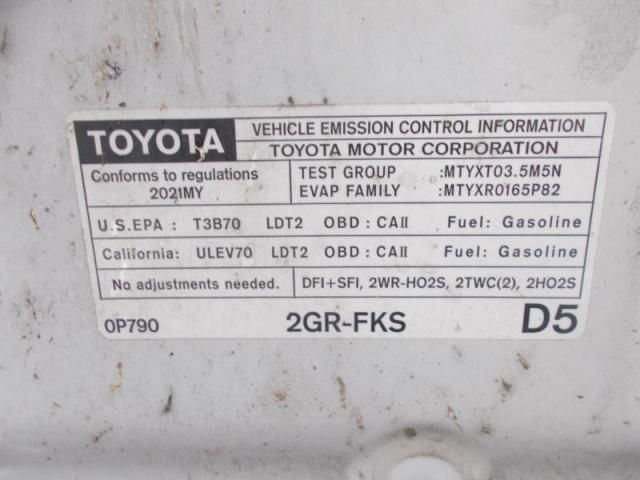 TOYOTA
VEHICLE EMISSION CONTROL INFORMATION
TOYOTA MOTOR CORPORATION
Conforms to regulations
2021MY
TEST GROUP :MTYXT03.5M5N
EVAP FAMILY :MTYXR0165P82
U.S.EPA : T3B70 LDT2 OBD : CAII Fuel: Gasoline
California: ULEV70 LDT2 OBD : CAII Fuel: Gasoline
No adjustments needed.
DFI+SFI, 2WR-HO2S, 2TWC(2), 2HO2S
0P790 2GR-FKS D5